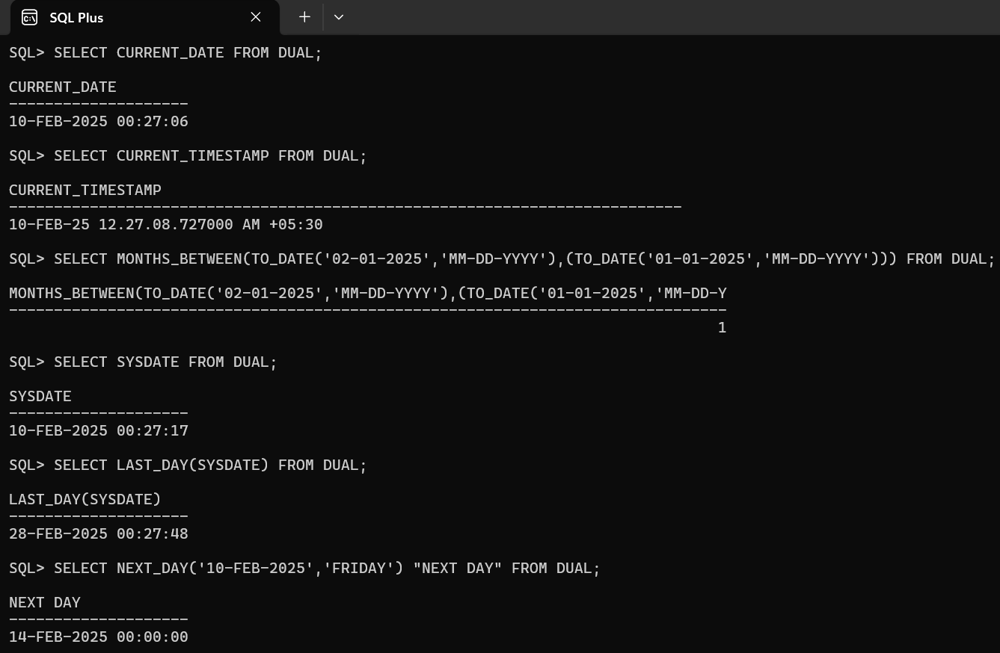 SQL Plus
SQL> SELECT CURRENT_DATE FROM DUAL;
CURRENT_DATE
--------------------
10-FEB-2025 00:27:06
SQL> SELECT CURRENT_TIMESTAMP FROM DUAL;
CURRENT_TIMESTAMP
---------------------------------------------------------------------------
10-FEB-25 12.27.08.727000 AM +05:30
SQL> SELECT MONTHS_BETWEEN(TO_DATE('02-01-2025','MM-DD-YYYY'),(TO_DATE('01-01-2025','MM-DD-YYYY'))) FROM DUAL;
MONTHS_BETWEEN(TO_DATE('02-01-2025','MM-DD-YYYY'),(TO_DATE('01-01-2025','MM-DD-Y
--------------------------------------------------------------------------------
1
SQL> SELECT SYSDATE FROM DUAL;
SYSDATE
--------------------
10-FEB-2025 00:27:17
SQL> SELECT LAST_DAY(SYSDATE) FROM DUAL;
LAST_DAY(SYSDATE)
--------------------
28-FEB-2025 00:27:48
SQL> SELECT NEXT_DAY('10-FEB-2025','FRIDAY') "NEXT DAY" FROM DUAL;
NEXT DAY
--------------------
14-FEB-2025 00:00:00